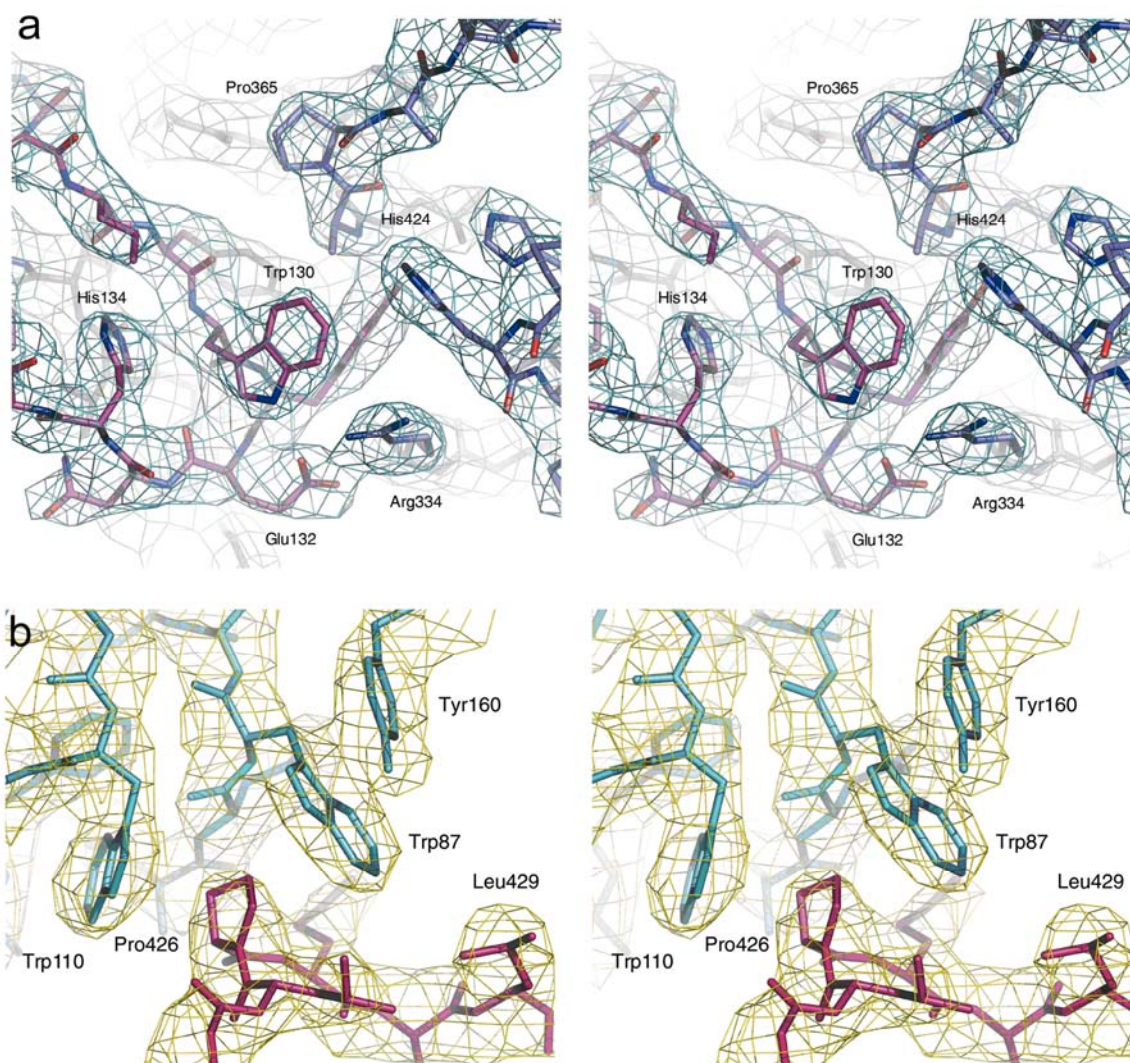 a
Pro365
His424
Trp130
His134
Arg334
Glu132
Pro365
His424
Trp130
His134
Arg334
Glu132
b
Tyr160
Trp87
Leu429
Pro426
Trp110
Tyr160
Trp87
Leu429
Pro426
Trp110